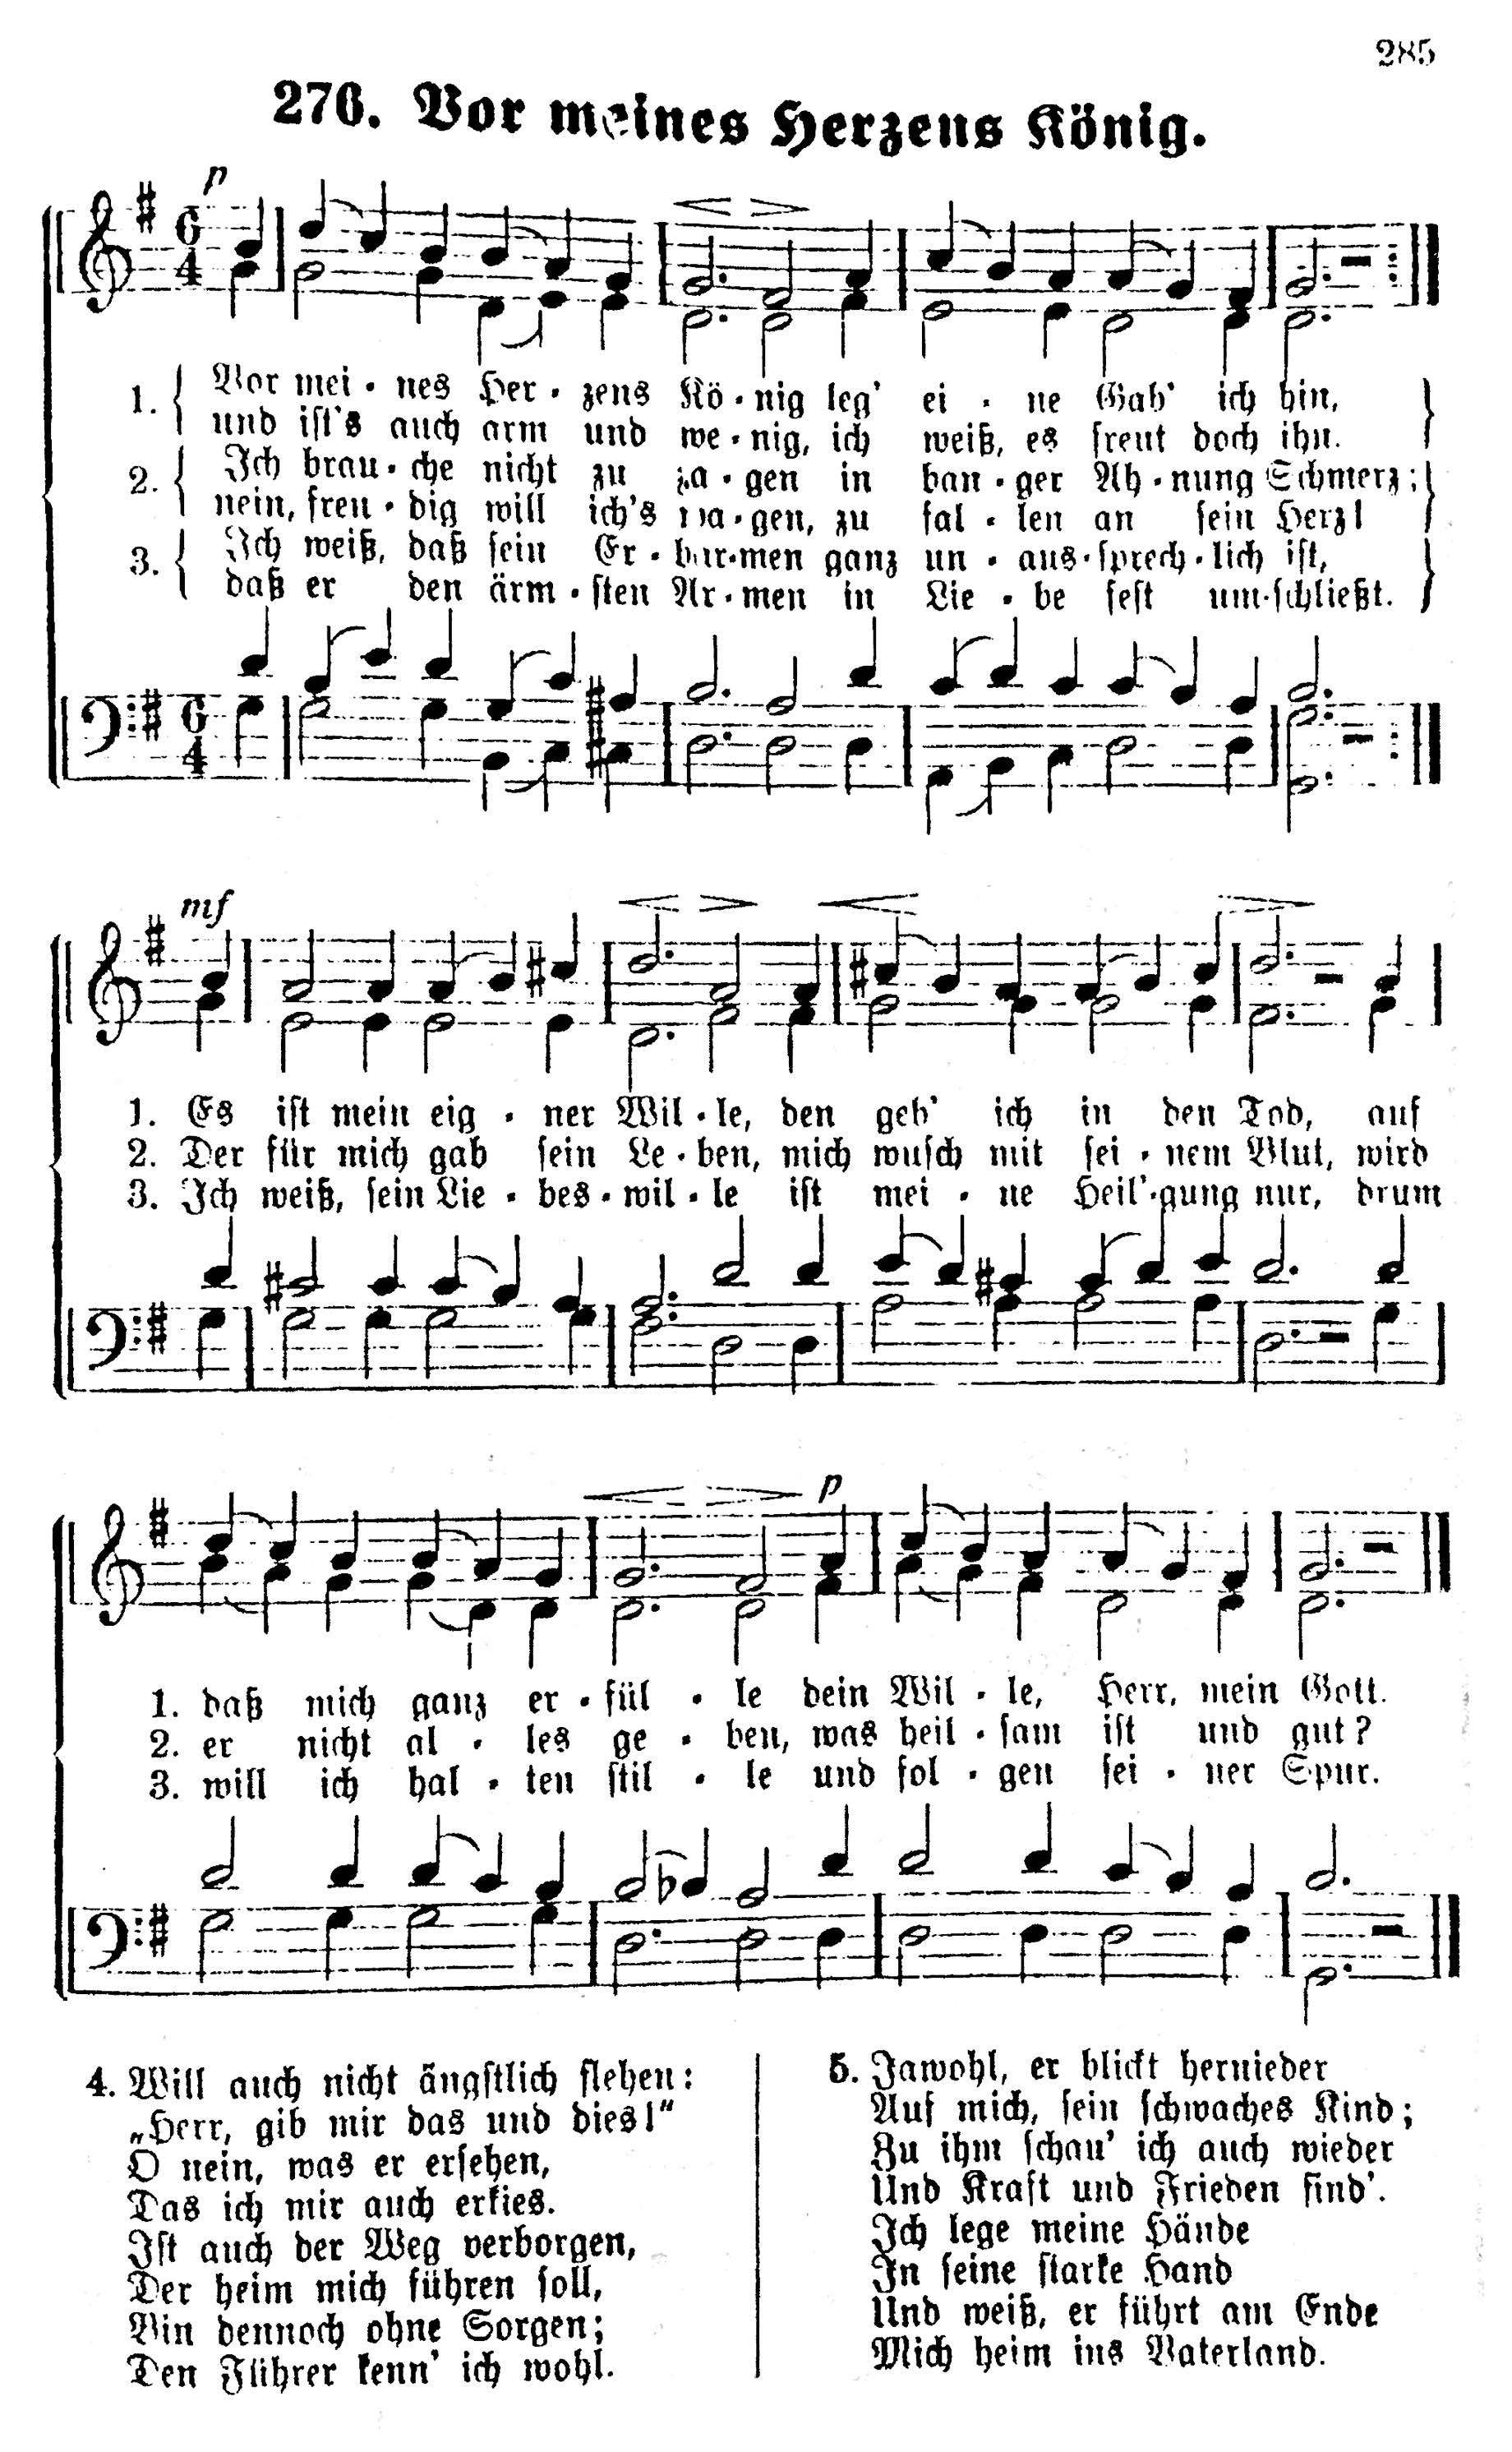 285
276. Vor meines Herzens König.
p
6
4
1. Vor mei • nes Her • zens Kö • nig leg' ei • ne Gab' ich hin,
und ist's auch arm und we • nig, ich weiß, es freut doch ihn.
2. Ich brau • che nicht zu za • gen in ban • ger Ah • nung Schmerz;
nein, freu • dig will ich's wa • gen, zu fal • len an sein Herz!
3. Ich weiß, daß sein Er • bar • men ganz un • aus • sprech • lich ist,
daß er den ärm • sten Ar • men in Lie • be fest um • schließt.
6
4
mf
1. Es ist mein eig • ner Wil • le, den geb' ich in den Tod, auf
2. Der für mich gab sein Le • ben, mich wusch mit sei • nem Blut, wird
3. Ich weiß, sein Lie • bes • wil • le ist mei • ne Heil' • gung nur, drum
p
1. daß mich ganz er • fül • le dein Wil • le, Herr, mein Gott.
2. er nicht al • les ge • ben, was heil • sam ist und gut?
3. will ich hal • ten stil • le und fol • gen sei • ner Spur.
4. Will auch nicht ängstlich flehen:
„Herr, gib mir das und dies!“
O nein, was er ersehen,
Das ich mir auch erkies.
Ist auch der Weg verborgen,
Der heim mich führen soll,
Bin dennoch ohne Sorgen;
Den Führer kenn' ich wohl.
5. Jawohl, er blickt hernieder
Auf mich, sein schwaches Kind;
Zu ihm schau' ich auch wieder
Und Kraft und Frieden find'.
Ich lege meine Hände
In seine starke Hand
Und weiß, er führt am Ende
Mich heim ins Vaterland.